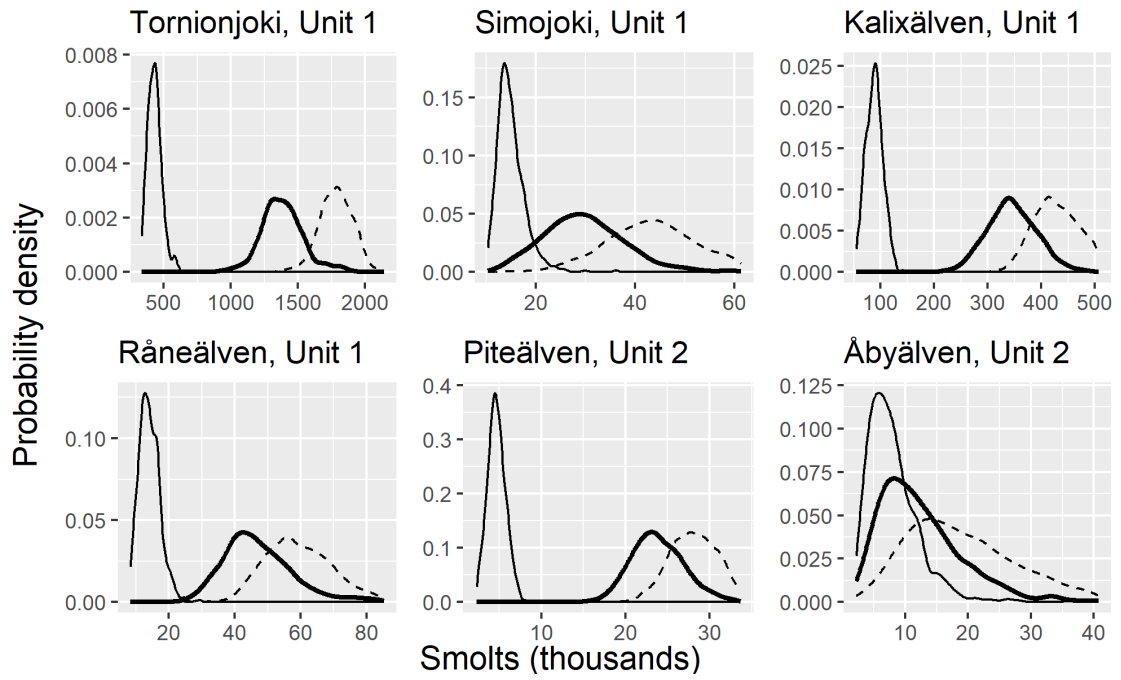 Tornionjoki, Unit 1
Simojoki, Unit 1
Kalixälven, Unit 1
0.008
0.006
0.004
0.002
0.000
500 1000 1500 2000
0.15
0.10
0.05
0.00
20 40 60
0.025
0.020
0.015
0.010
0.005
0.000
100 200 300 400 500
Råneälven, Unit 1
Piteälven, Unit 2
Åbyälven, Unit 2
0.10
0.05
0.00
20 40 60 80
0.4
0.3
0.2
0.1
0.0
10 20 30
0.125
0.100
0.075
0.050
0.025
0.000
10 20 30 40
Probability density
Smolts (thousands)